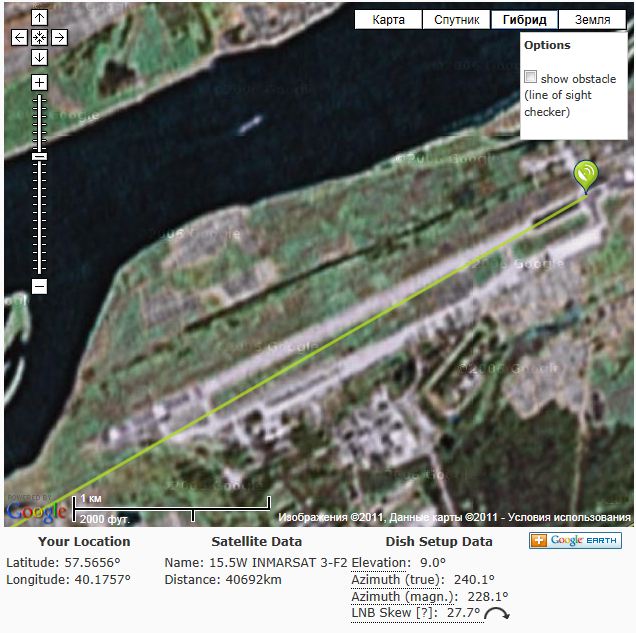 Карта Спутник Гибрид Земля
Options
show obstacle
(line of sight
checker)
POWERED BY
Google
1 км
2000 фут.
Изображения ©2011, Данные карты ©2011 - Условия использования
Your Location Satellite Data Dish Setup Data Google EARTH
Latitude: 57.5656° Name: 15.5W INMARSAT 3-F2 Elevation: 9.0°
Longitude: 40.1757° Distance: 40692km Azimuth (true): 240.1°
Azimuth (magn.): 228.1°
LNB Skew [?]: 27.7°